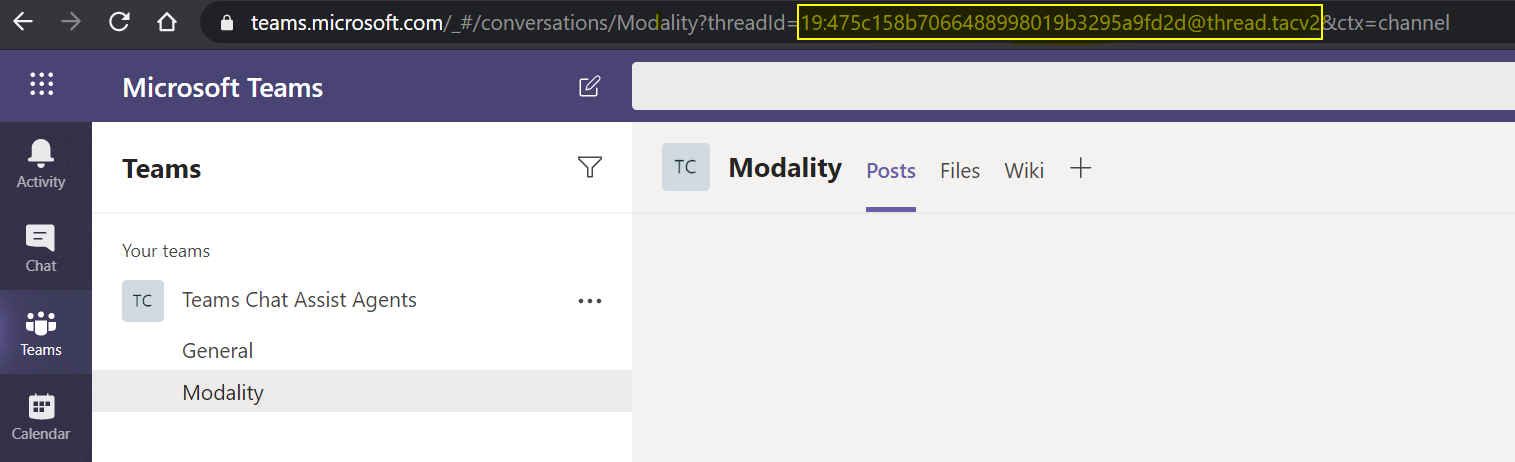 teams.microsoft.com/_#/conversations/Modality?threadId=19:475c158b7066488998019b3295a9fd2d@thread.tacv2&ctx=channel
Microsoft Teams
Activity
Chat
Teams
Calendar
Teams
Your teams
TC Teams Chat Assist Agents ...
General
Modality
TC Modality Posts Files Wiki +